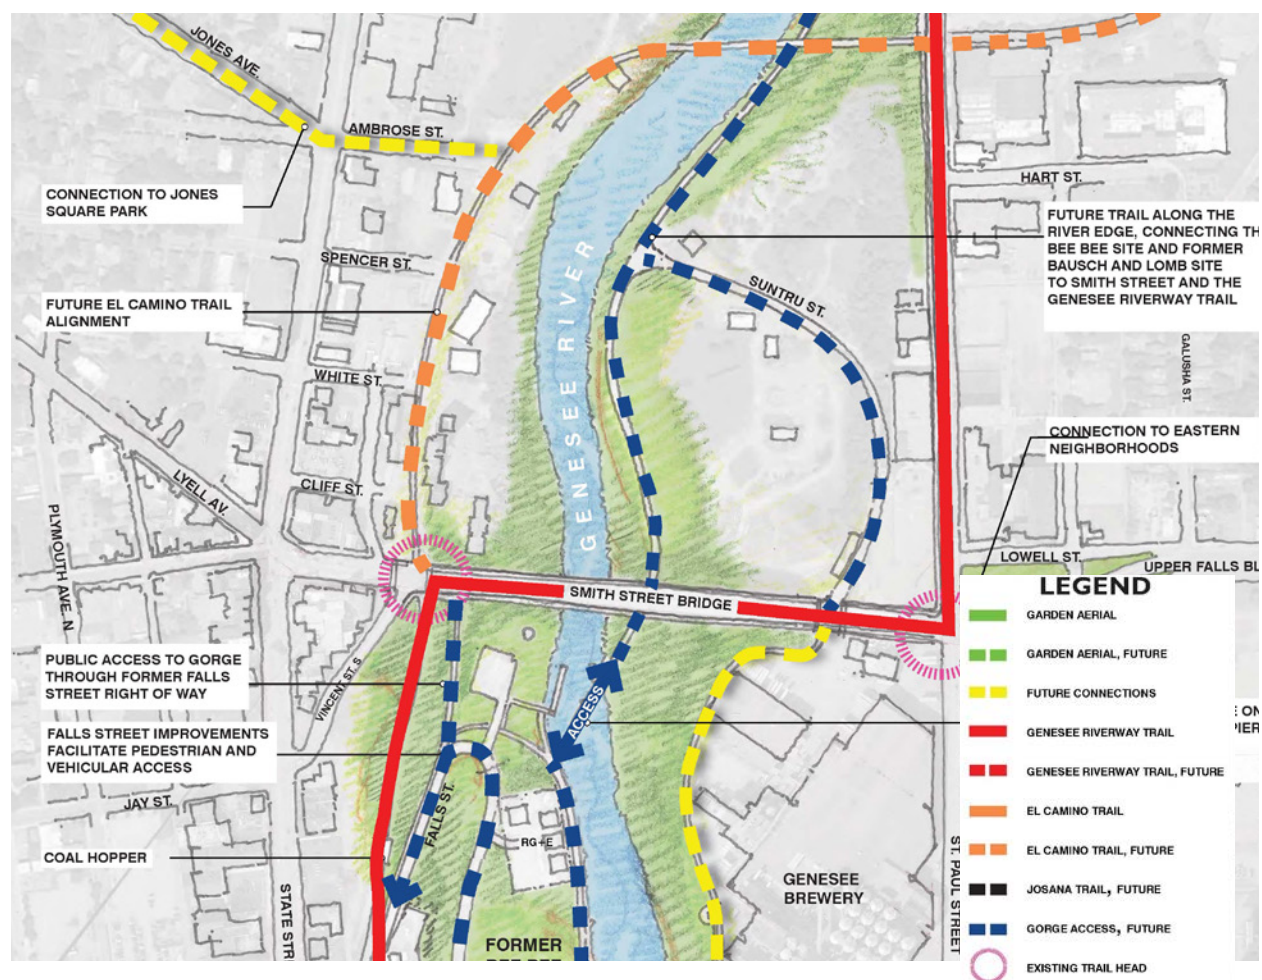 JONES AVE.
AMBROSE ST.
CONNECTION TO JONES
SQUARE PARK
HART ST.
FUTURE TRAIL ALONG THE
RIVER EDGE, CONNECTING TH
BEE BEE SITE AND FORMER
BAUSCH AND LOMB SITE
TO SMITH STREET AND THE
GENESEE RIVERWAY TRAIL
SPENCER ST.
SUNTRU ST.
GENESEE RIVER
FUTURE EL CAMINO TRAIL
ALIGNMENT
GALUSHA ST.
WHITE ST.
CONNECTION TO EASTERN
NEIGHBORHOODS
LYELL AV.
CLIFF ST.
PLYMOUTH AVE. N
LOWELL ST.
UPPER FALLS BL
SMITH STREET BRIDGE
PUBLIC ACCESS TO GORGE
THROUGH FORMER FALLS
STREET RIGHT OF WAY
VINCENT ST. S
ACCESS
FALLS STREET IMPROVEMENTS
FACILITATE PEDESTRIAN AND
VEHICULAR ACCESS
JAY ST.
FALLS ST.
RG+E
COAL HOPPER
STATE STR
GENESEE
BREWERY
ST. PAUL STREET
FORMER
BEE BEE
E ON
PIER
LEGEND
GARDEN AERIAL
GARDEN AERIAL, FUTURE
FUTURE CONNECTIONS
GENESEE RIVERWAY TRAIL
GENESEE RIVERWAY TRAIL, FUTURE
EL CAMINO TRAIL
EL CAMINO TRAIL, FUTURE
JOSANA TRAIL, FUTURE
GORGE ACCESS, FUTURE
EXISTING TRAIL HEAD